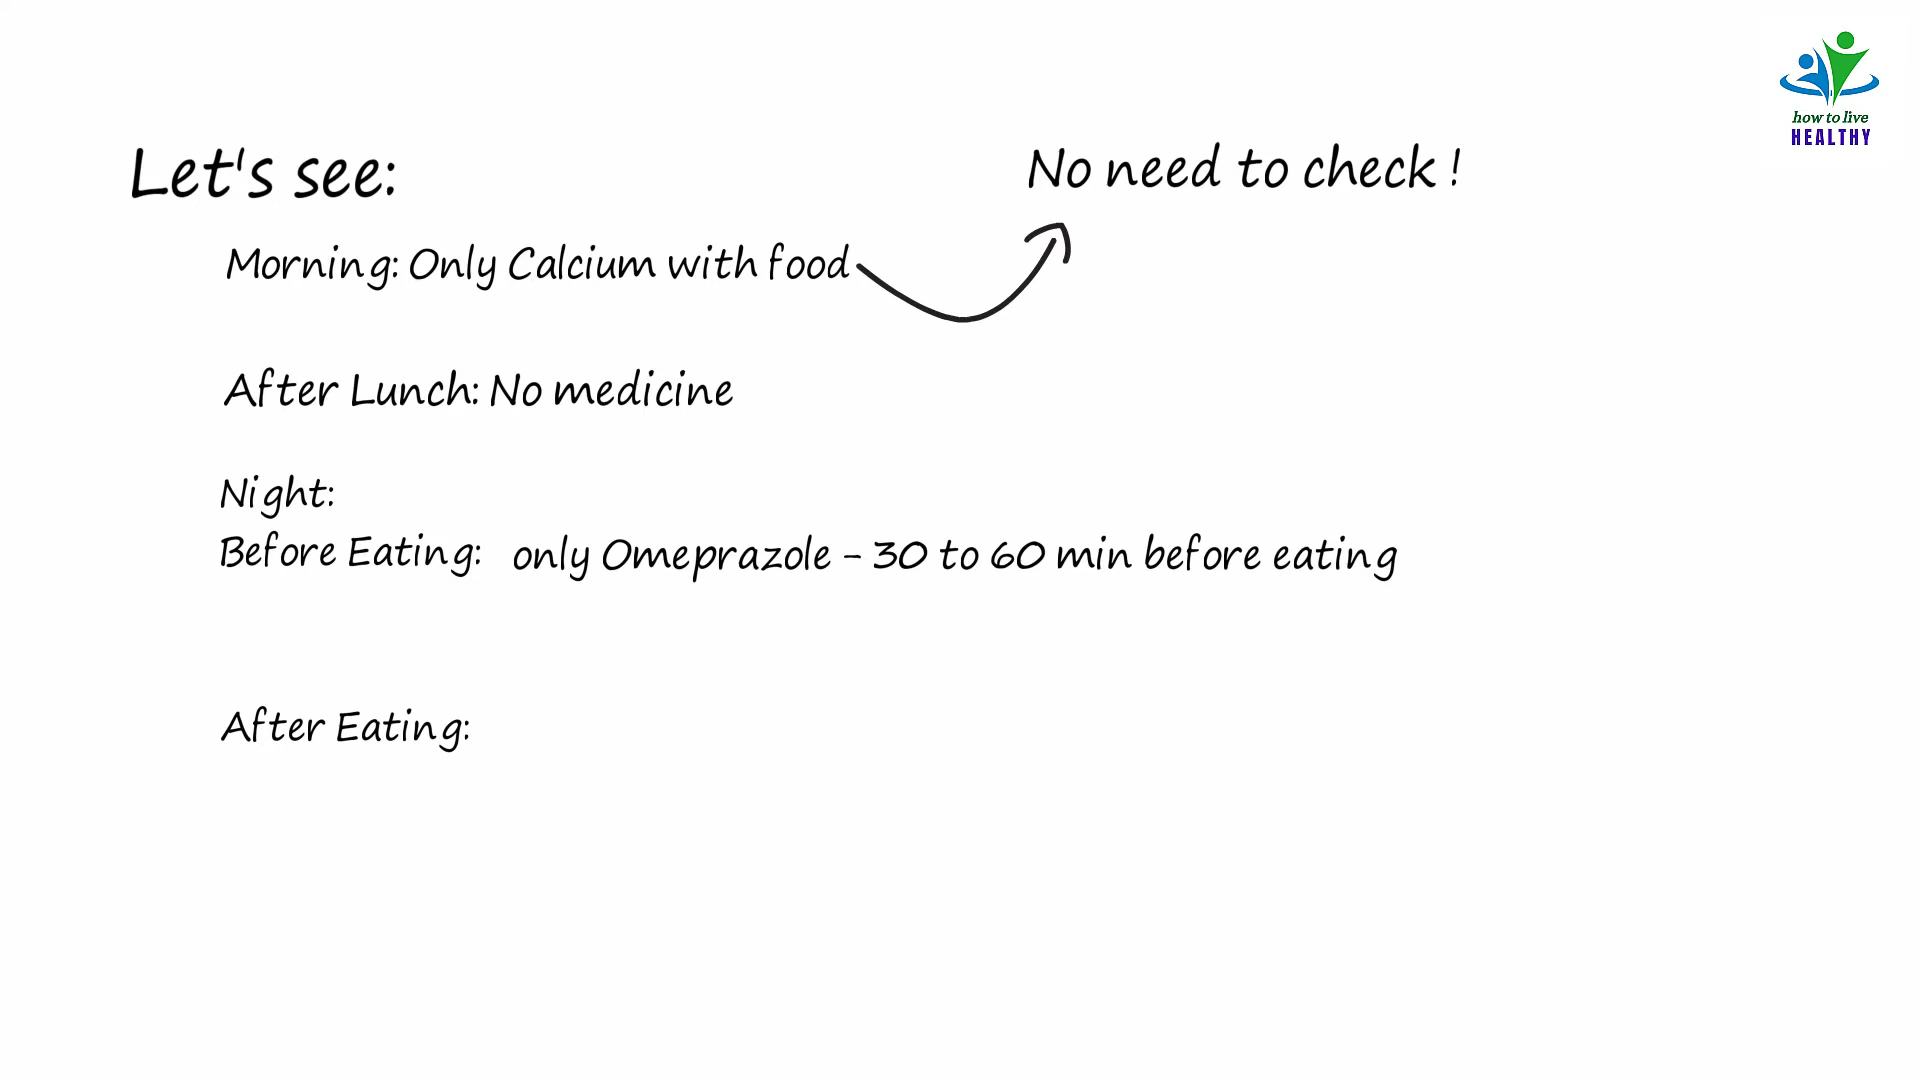 how to live
HEALTHY
Let's see:
No need to check !
Morning: Only Calcium with food
After Lunch: No medicine
Night:
Before Eating: only Omeprazole - 30 to 60 min before eating
After Eating: